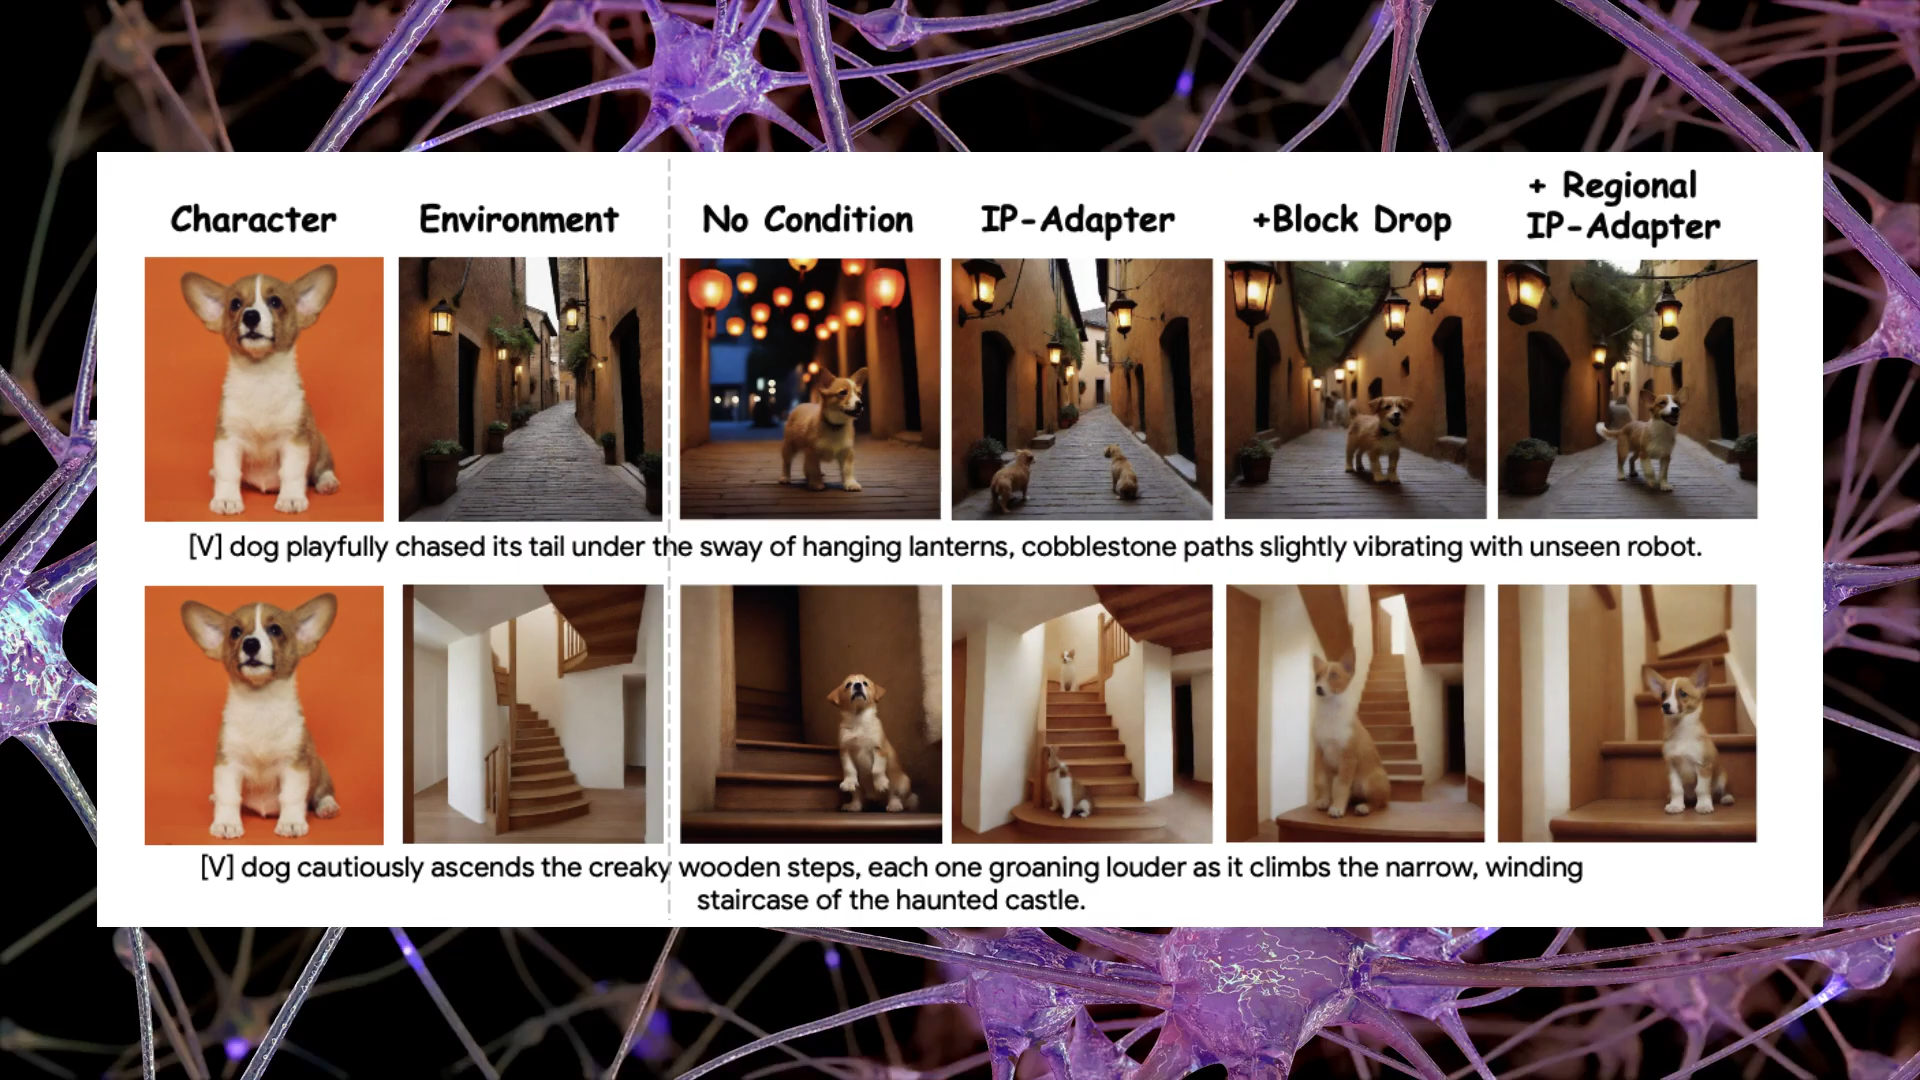 Character
Environment
No Condition
IP-Adapter
+Block Drop
+ Regional
IP-Adapter
[V] dog playfully chased its tail under the sway of hanging lanterns, cobblestone paths slightly vibrating with unseen robot.
[V] dog cautiously ascends the creaky wooden steps, each one groaning louder as it climbs the narrow, winding
staircase of the haunted castle.